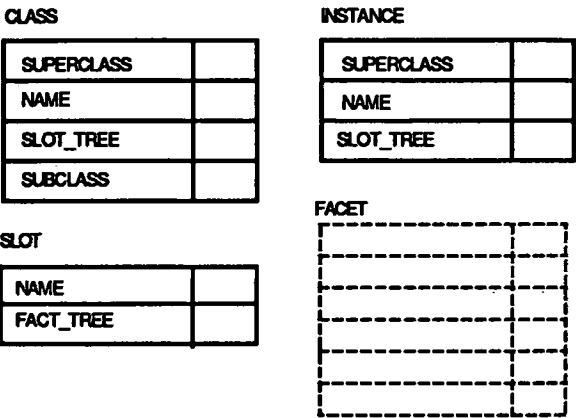 CLASS
SUPERCLASS
NAME
SLOT_TREE
SUBCLASS
INSTANCE
SUPERCLASS
NAME
SLOT_TREE
SLOT
NAME
FACT_TREE
FACET